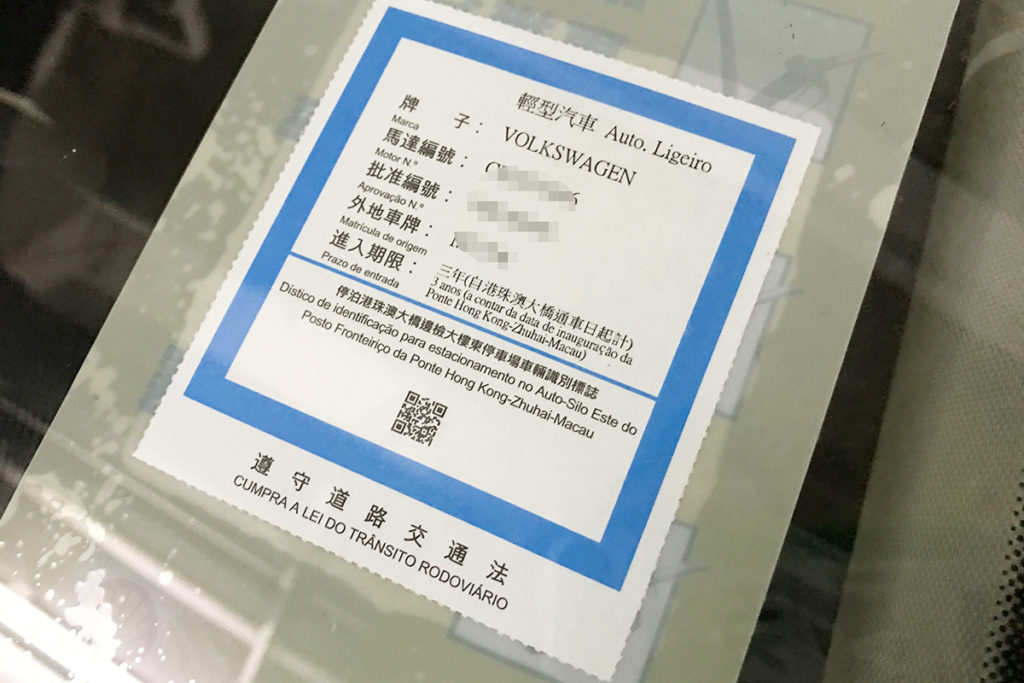 輕型汽車 Auto. Ligeiro
牌 子： VOLKSWAGEN
Marca
馬達編號：
Motor N.º
批准編號：
Aprovação N.º
外地車牌：
Matrícula de origem
進入期限： 三年(自港珠澳大橋通車日起計)
Prazo de entrada 3 anos (a contar da data de inauguração da
Ponte Hong Kong-Zhuhai-Macau)
停泊港珠澳大橋邊檢大樓東停車場車輛識別標誌
Dístico de identificação para estacionamento no Auto-Silo Este do
Posto Fronteiriço da Ponte Hong Kong-Zhuhai-Macau
遵守道路交通法
CUMPRA A LEI DO TRÂNSITO RODOVIÁRIO